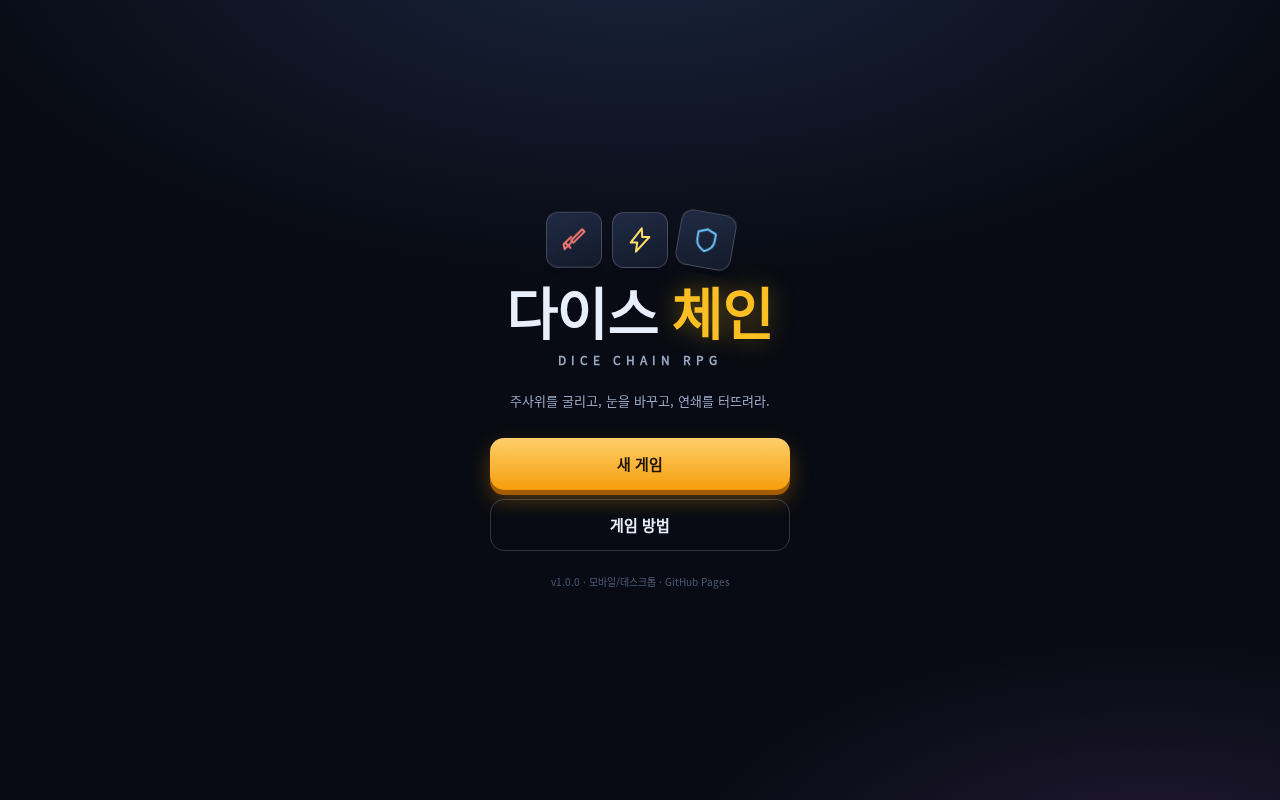 다이스 체인
DICE CHAIN RPG
주사위를 굴리고, 눈을 바꾸고, 연쇄를 터뜨려라.
새 게임
게임 방법
v1.0.0 · 모바일/데스크톱 · GitHub Pages